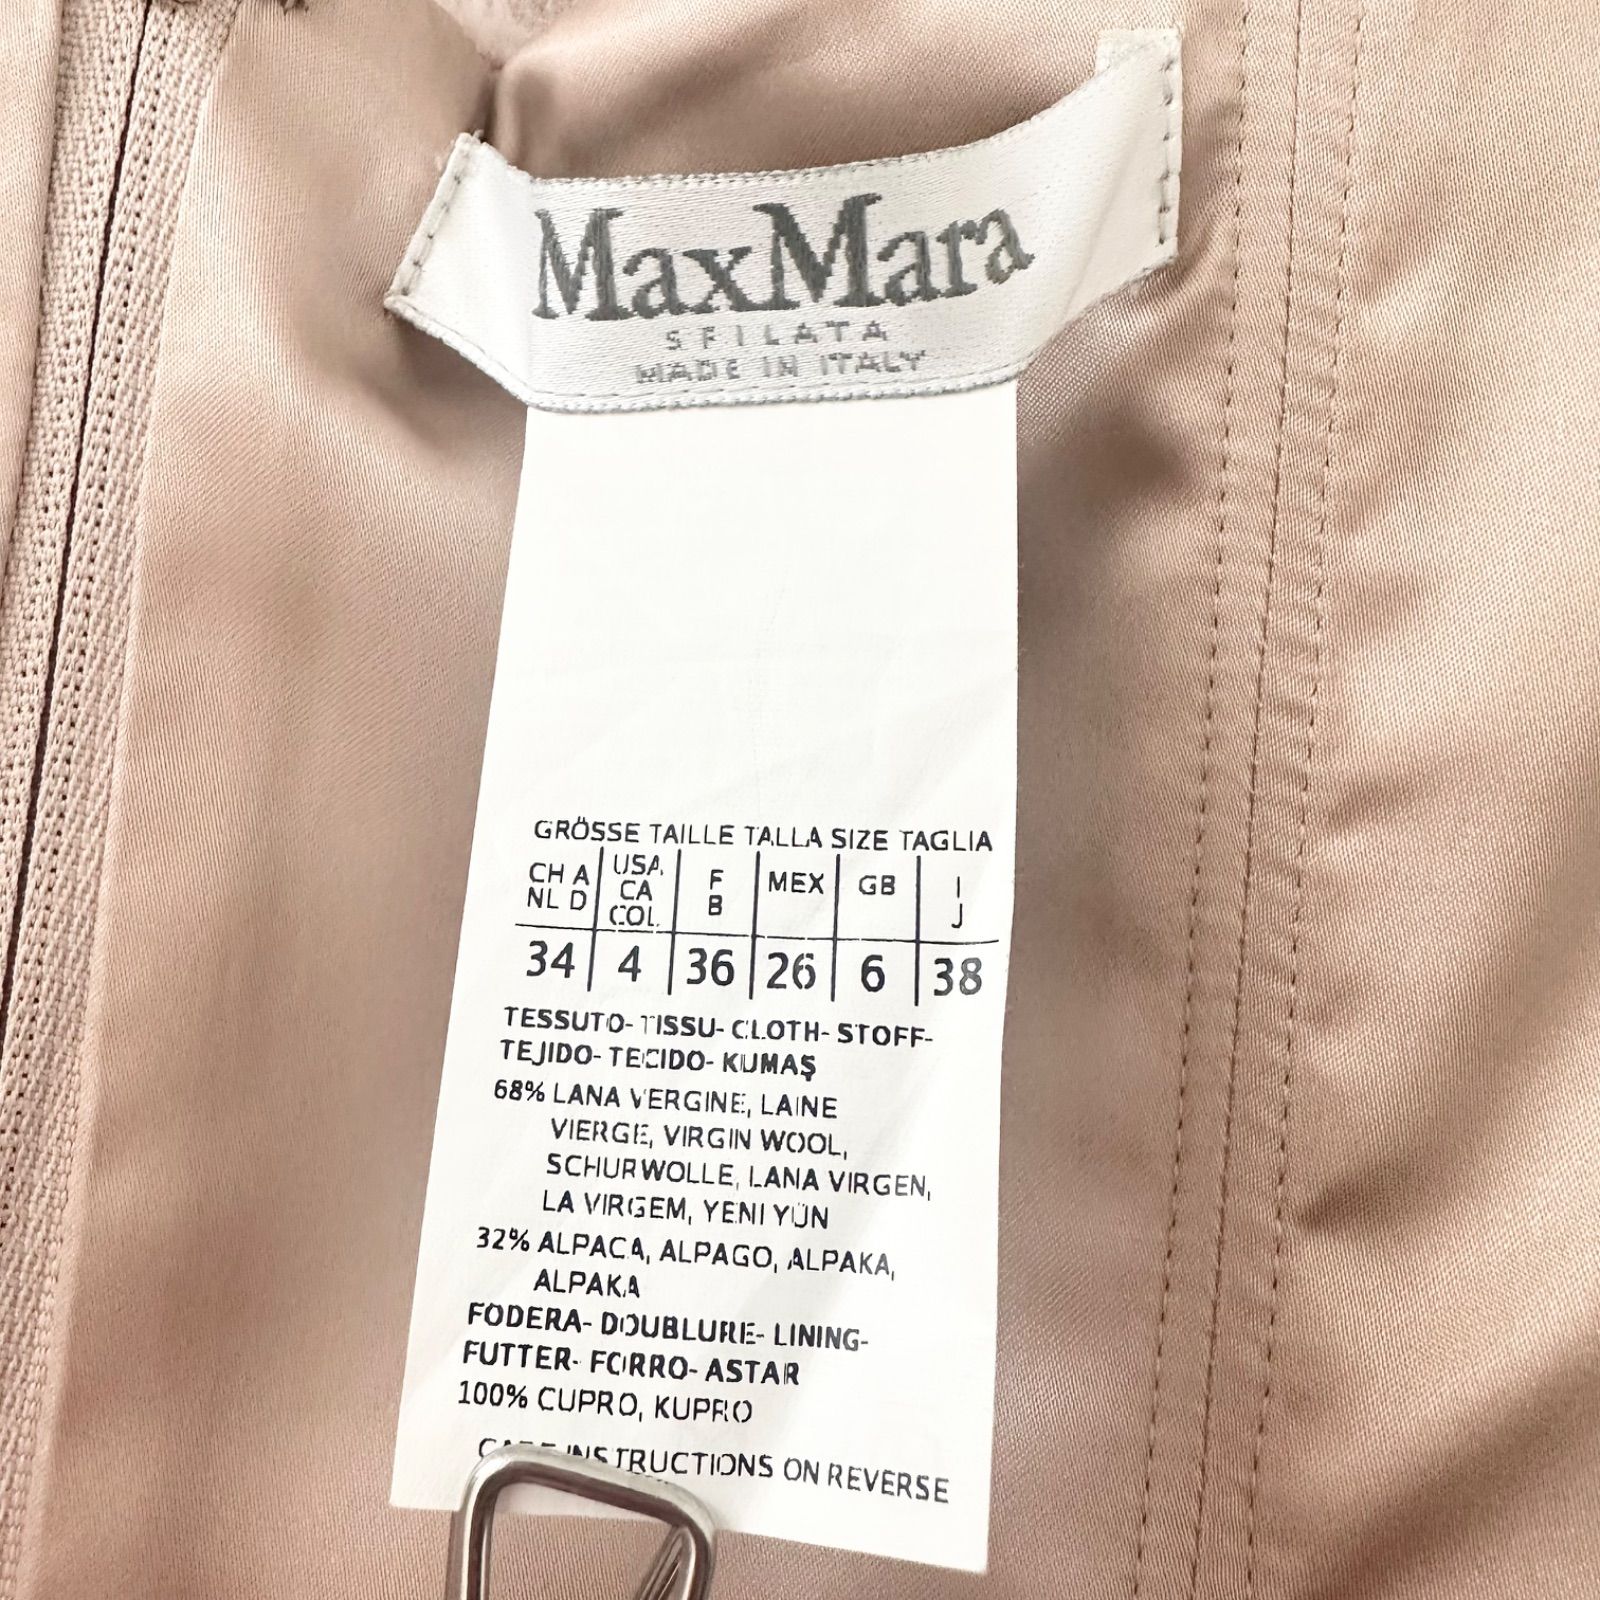 MaxMara
SFILATA
MADE IN ITALY
GRÖSSE TAILLE TALLA SIZE TAGLIA
CH A NL D | USA CA COL. | F B | MEX | GB | I J
34 | 4 | 36 | 26 | 6 | 38
TESSUTO- TISSU- CLOTH- STOFF-
TEJIDO- TECIDO- KUMAŞ
68% LANA VERGINE, LAINE
VIERGE, VIRGIN WOOL,
SCHURWOLLE, LANA VIRGEN,
LA VIRGEM, YENI YÜN
32% ALPACA, ALPAGO, ALPAKA,
ALPAKA
FODERA- DOUBLURE- LINING-
FUTTER- FORRO- ASTAR
100% CUPRO, KUPRO
CARE INSTRUCTIONS ON REVERSE